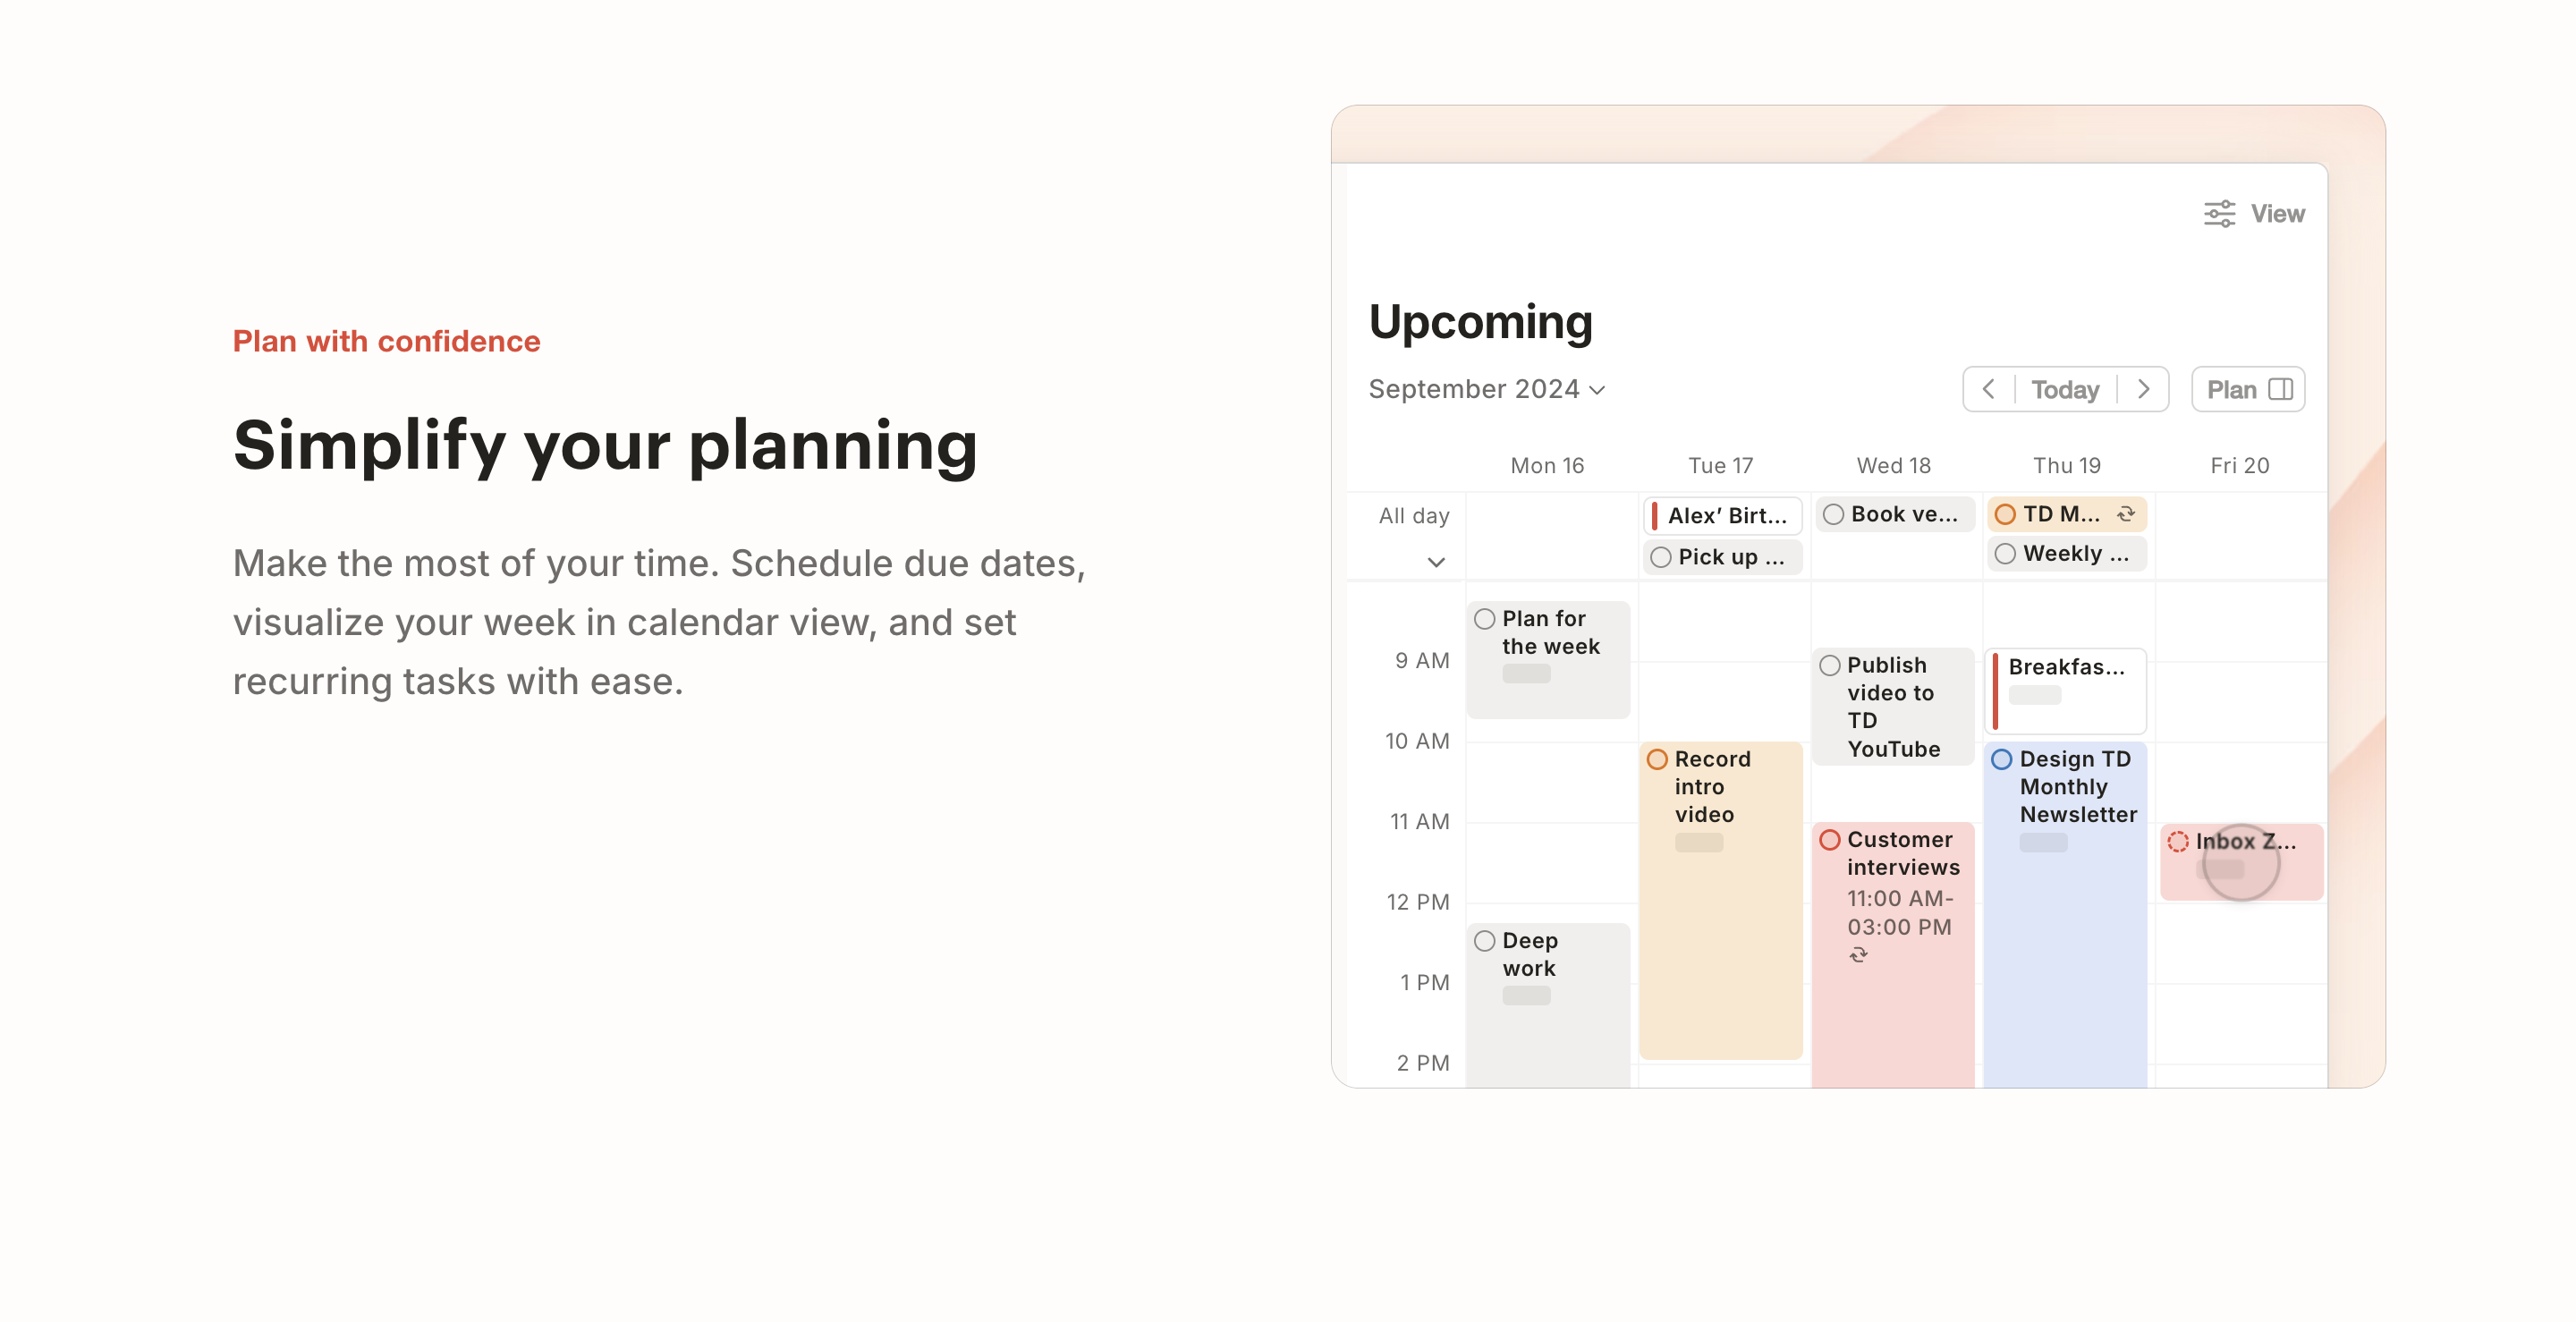 Plan with confidence
Simplify your planning
Make the most of your time. Schedule due dates,
visualize your week in calendar view, and set
recurring tasks with ease.
View
Upcoming
September 2024
Today
Plan
Mon 16
Tue 17
Wed 18
Thu 19
Fri 20
All day
Alex’ Birt...
Pick up ...
Book ve...
TD M...
Weekly ...
9 AM
10 AM
11 AM
12 PM
1 PM
2 PM
Plan for
the week
Deep
work
Record
intro
video
Publish
video to
TD
YouTube
Customer
interviews
11:00 AM-
03:00 PM
Breakfas...
Design TD
Monthly
Newsletter
Inbox Z...